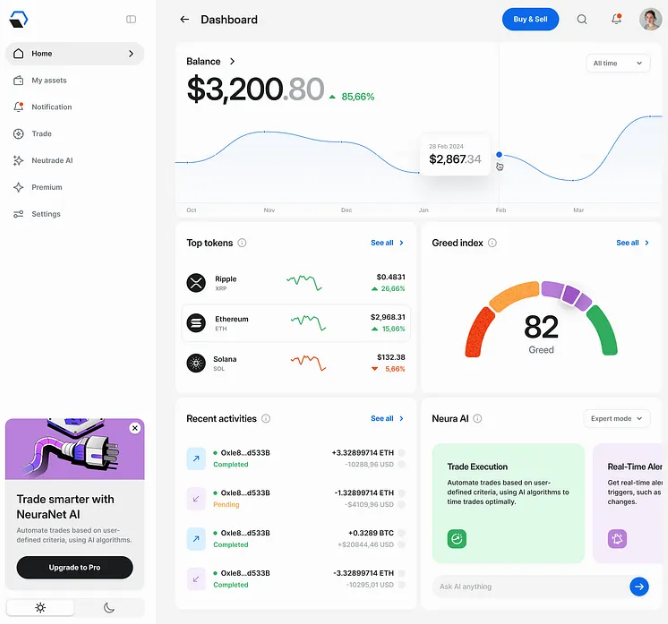 Dashboard
Buy & Sell
Home
My assets
Notification
Trade
Neutrade AI
Premium
Settings
Balance
All time
$3,200.80
85,66%
28 Feb 2024
$2,867.34
Oct
Nov
Dec
Jan
Feb
Mar
Top tokens
See all
Ripple
XRP
$0.4831
26,66%
Ethereum
ETH
$2,968.31
15,66%
Solana
SOL
$132.38
5,66%
Greed index
See all
82
Greed
Recent activities
See all
Oxle8...d533B
+3.32899714 ETH
Completed
-10288,96 USD
Oxle8...d533B
-1.32899714 ETH
Pending
-$4109,96 USD
Oxle8...d533B
+0.3289 BTC
Completed
+$20844,46 USD
Oxle8...d533B
-3.32899714 ETH
Completed
-10285,01 USD
Neura AI
Expert mode
Trade Execution
Automate trades based on user-
defined criteria, using AI algorithms to
time trades optimally.
Real-Time Aler
Get real-time aler
triggers, such as
changes.
Ask AI anything
Trade smarter with
NeuraNet AI
Automate trades based on user-
defined criteria, using AI algorithms.
Upgrade to Pro